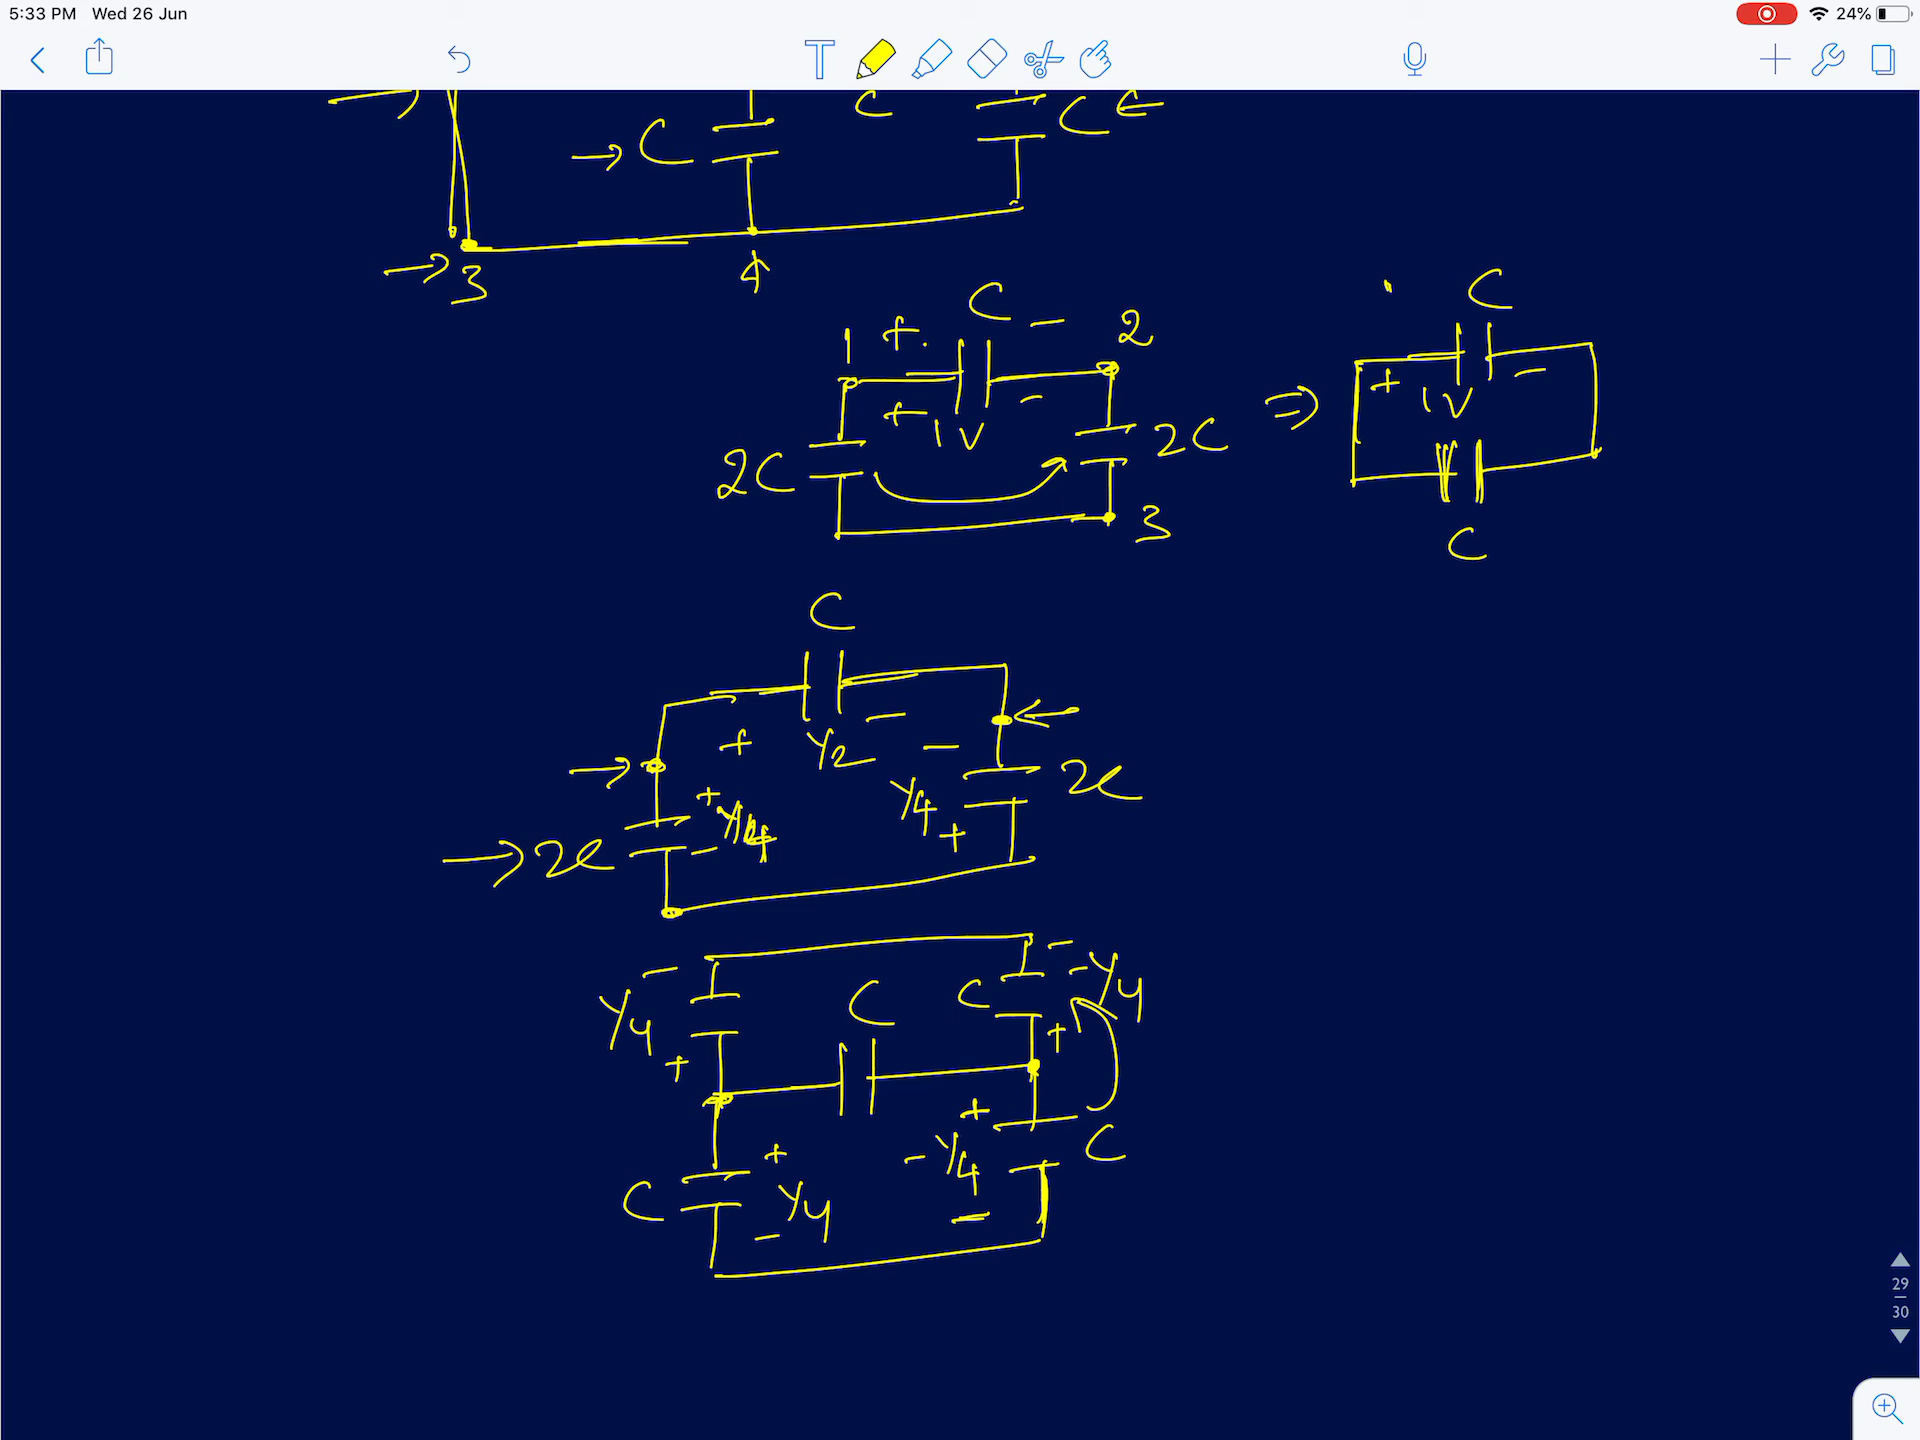 5:33 PM Wed 26 Jun
24%
T
C
→ C
C ←
→ 3
C
+ C - 2
1
+ 1V -
2C
2C
3
⇒
C
+ 1V -
C
C
+ 1/2 -
→
←
+ 1/4 -
- 1/4 +
→ 2C
2C
- 1/4 +
C
C
- -1/4 +
C
+ 1/4 -
+ -1/4 -
C
29
30